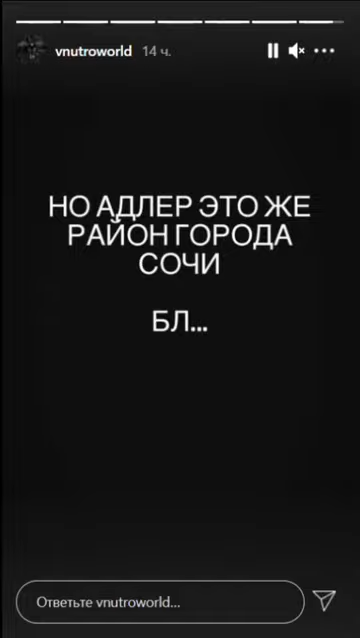 vnutroworld 14 ч.
НО АДЛЕР ЭТО ЖЕ
РАЙОН ГОРОДА
СОЧИ
БЛ...
Ответьте vnutroworld...